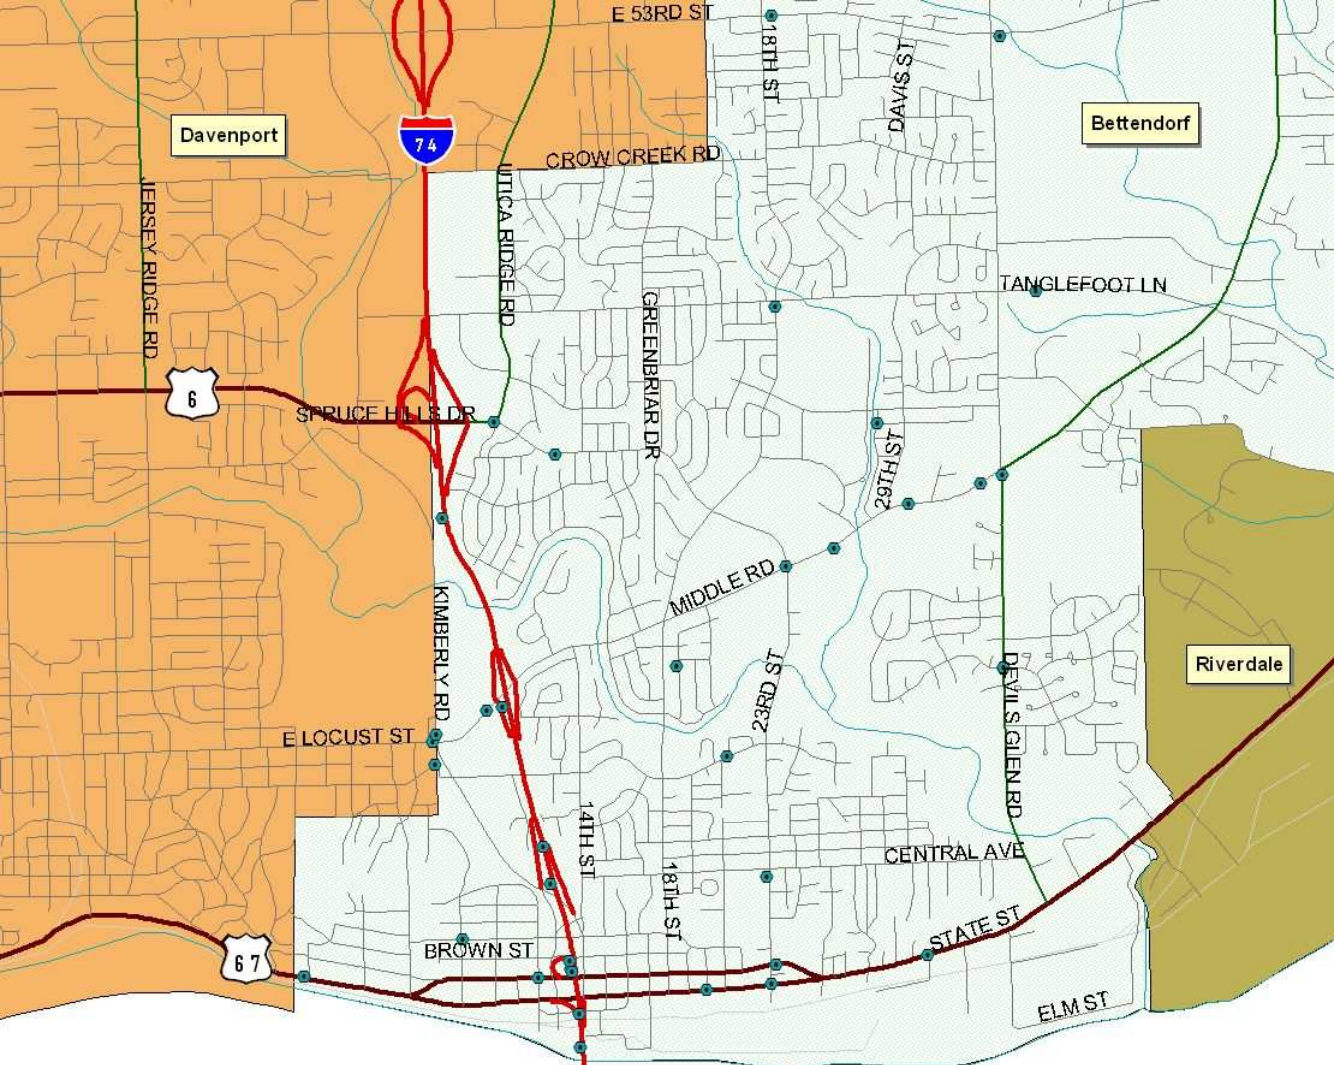 E 53RD ST
18TH ST
DAVIS ST
Davenport
74
Bettendorf
CROW CREEK RD
JERSEY RIDGE RD
UTICA RIDGE RD
TANGLEFOOT LN
GREENBRIAR DR
6
SPRUCE HILLS DR
29TH ST
MIDDLE RD
KIMBERLY RD
23RD ST
DEVILS GLEN RD
Riverdale
E LOCUST ST
14TH ST
CENTRAL AVE
18TH ST
BROWN ST
STATE ST
67
ELM ST